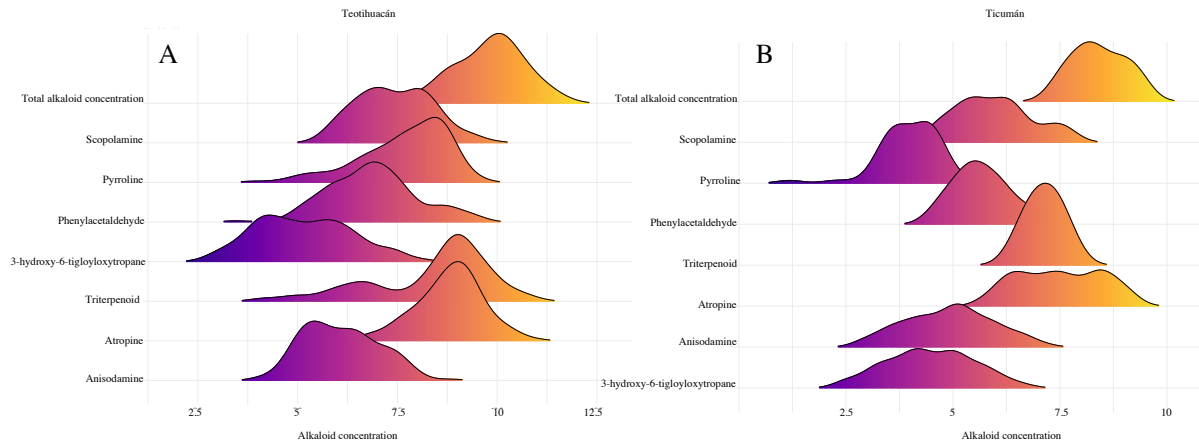 Teotihuacán
A
Total alkaloid concentration
Scopolamine
Pyrroline
Phenylacetaldehyde
3-hydroxy-6-tigloyloxytropane
Triterpenoid
Atropine
Anisodamine
2.5 5 7.5 10 12.5
Alkaloid concentration
Ticumán
B
Total alkaloid concentration
Scopolamine
Pyrroline
Phenylacetaldehyde
Triterpenoid
Atropine
Anisodamine
3-hydroxy-6-tigloyloxytropane
2.5 5 7.5 10
Alkaloid concentration